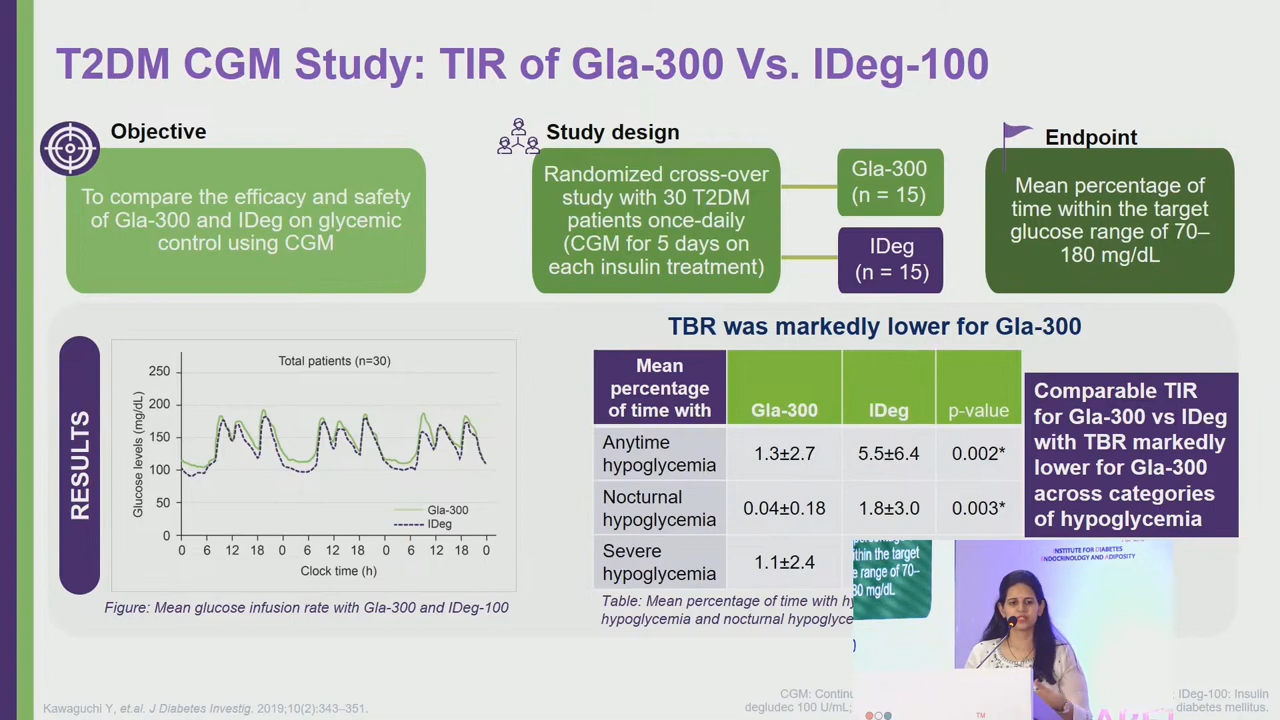 T2DM CGM Study: TIR of Gla-300 Vs. IDeg-100
Objective
To compare the efficacy and safety
of Gla-300 and IDeg on glycemic
control using CGM
Study design
Randomized cross-over
study with 30 T2DM
patients once-daily
(CGM for 5 days on
each insulin treatment)
Gla-300
(n = 15)
IDeg
(n = 15)
Endpoint
Mean percentage of
time within the target
glucose range of 70–
180 mg/dL
RESULTS
Total patients (n=30)
Glucose levels (mg/dL)
250
200
150
100
50
0
Gla-300
IDeg
0 6 12 18 0 6 12 18 0 6 12 18 0
Clock time (h)
Figure: Mean glucose infusion rate with Gla-300 and IDeg-100
TBR was markedly lower for Gla-300
Mean
percentage
of time with
Gla-300
IDeg
p-value
Anytime
hypoglycemia
1.3±2.7
5.5±6.4
0.002*
Nocturnal
hypoglycemia
0.04±0.18
1.8±3.0
0.003*
Severe
hypoglycemia
1.1±2.4
Table: Mean percentage of time with
hypoglycemia and nocturnal
Comparable TIR
for Gla-300 vs IDeg
with TBR markedly
lower for Gla-300
across categories
of hypoglycemia
within the target
range of 70–
mg/dL
INSTITUTE FOR DIABETES
ENDOCRINOLOGY AND ADIPOSITY
TM
Kawaguchi Y, et.al. J Diabetes Investig. 2019;10(2):343–351.
CGM:
IDeg-100: Insulin
degludec 100 U/mL;
diabetes mellitus.